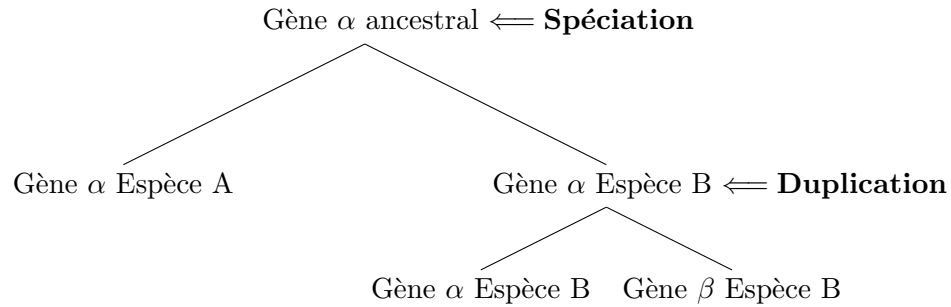 Gène α ancestral ⟸ Spéciation
Gène α Espèce A
Gène α Espèce B ⟸ Duplication
Gène α Espèce B
Gène β Espèce B